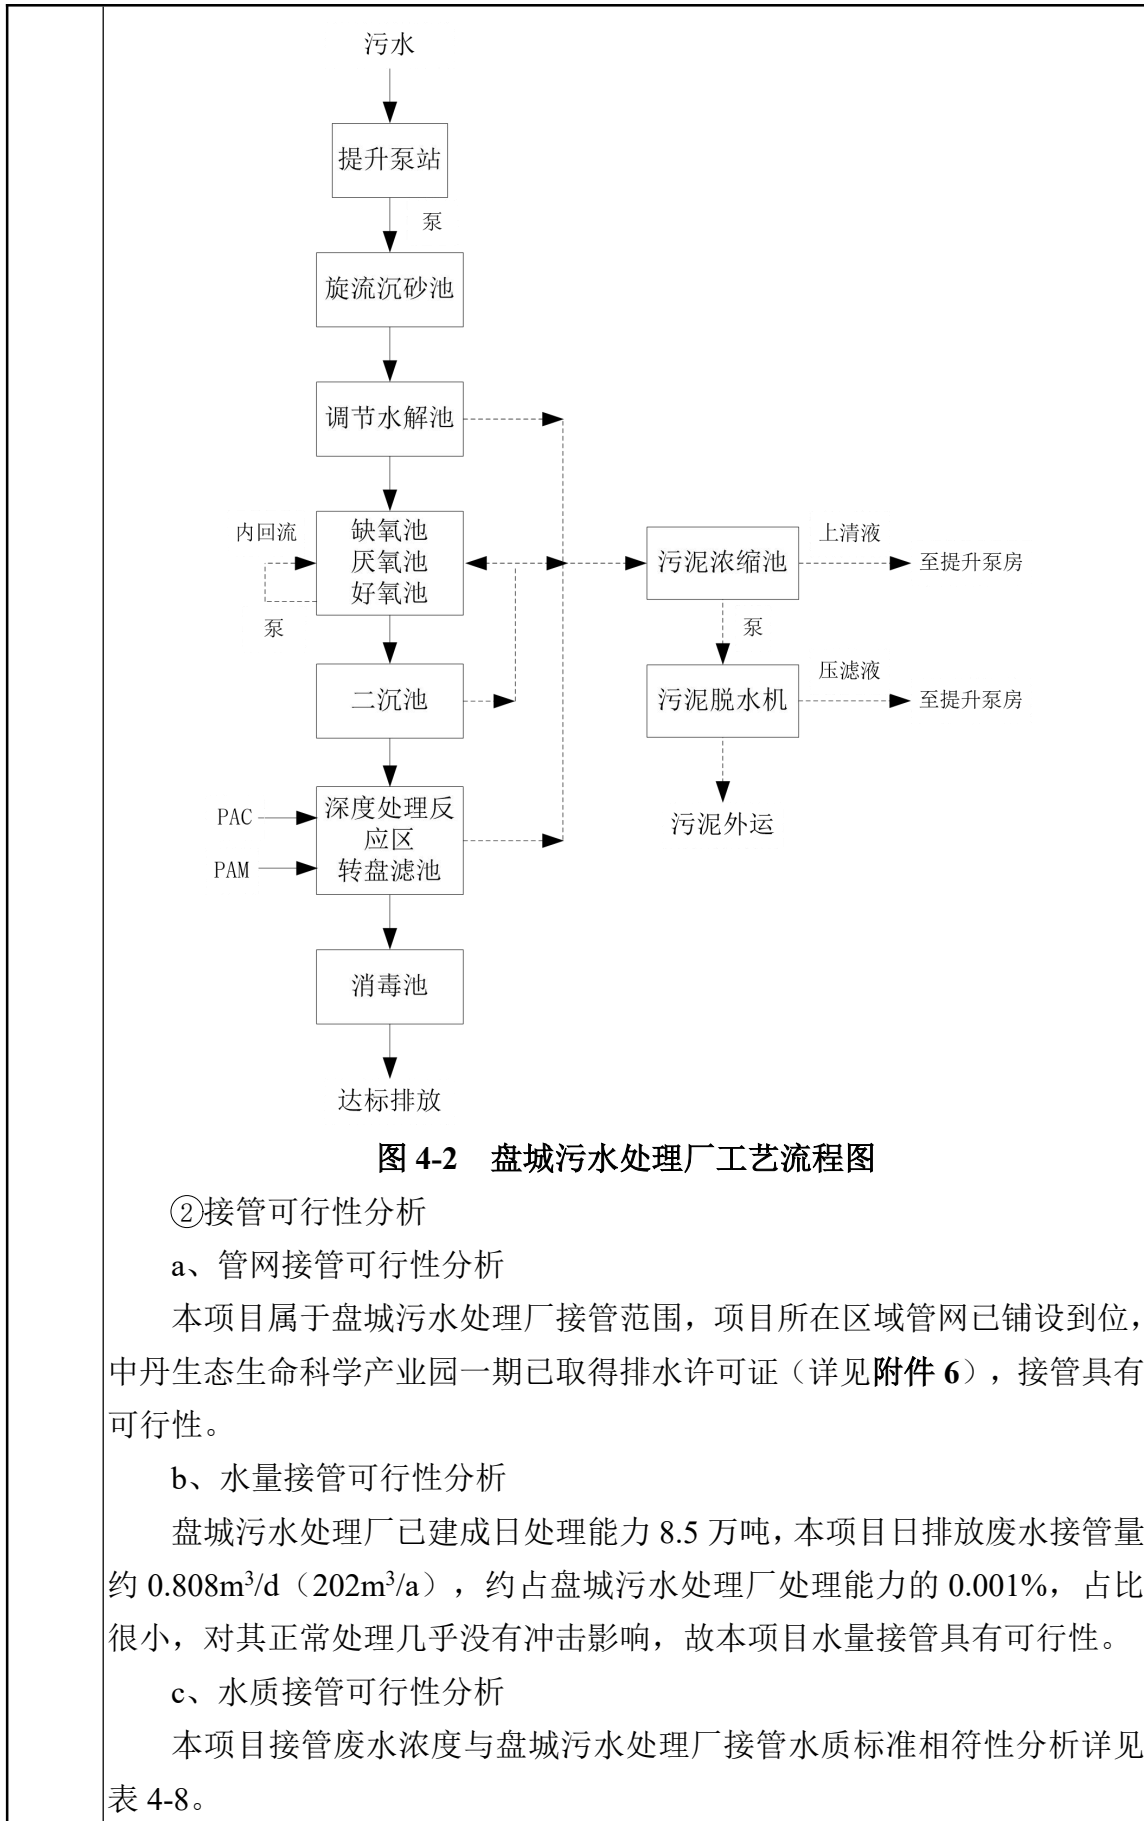 污水
提升泵站
泵
旋流沉砂池
调节水解池
内回流
缺氧池
厌氧池
好氧池
泵
污泥浓缩池
上清液
至提升泵房
泵
二沉池
污泥脱水机
压滤液
至提升泵房
PAC
PAM
深度处理反
应区
转盘滤池
污泥外运
消毒池
达标排放
图 4-2 盘城污水处理厂工艺流程图
②接管可行性分析
a、管网接管可行性分析
本项目属于盘城污水处理厂接管范围，项目所在区域管网已铺设到位，
中丹生态生命科学产业园一期已取得排水许可证（详见附件 6），接管具有
可行性。
b、水量接管可行性分析
盘城污水处理厂已建成日处理能力 8.5 万吨，本项目日排放废水接管量
约 0.808m³/d（202m³/a），约占盘城污水处理厂处理能力的 0.001%，占比
很小，对其正常处理几乎没有冲击影响，故本项目水量接管具有可行性。
c、水质接管可行性分析
本项目接管废水浓度与盘城污水处理厂接管水质标准相符性分析详见
表 4-8。